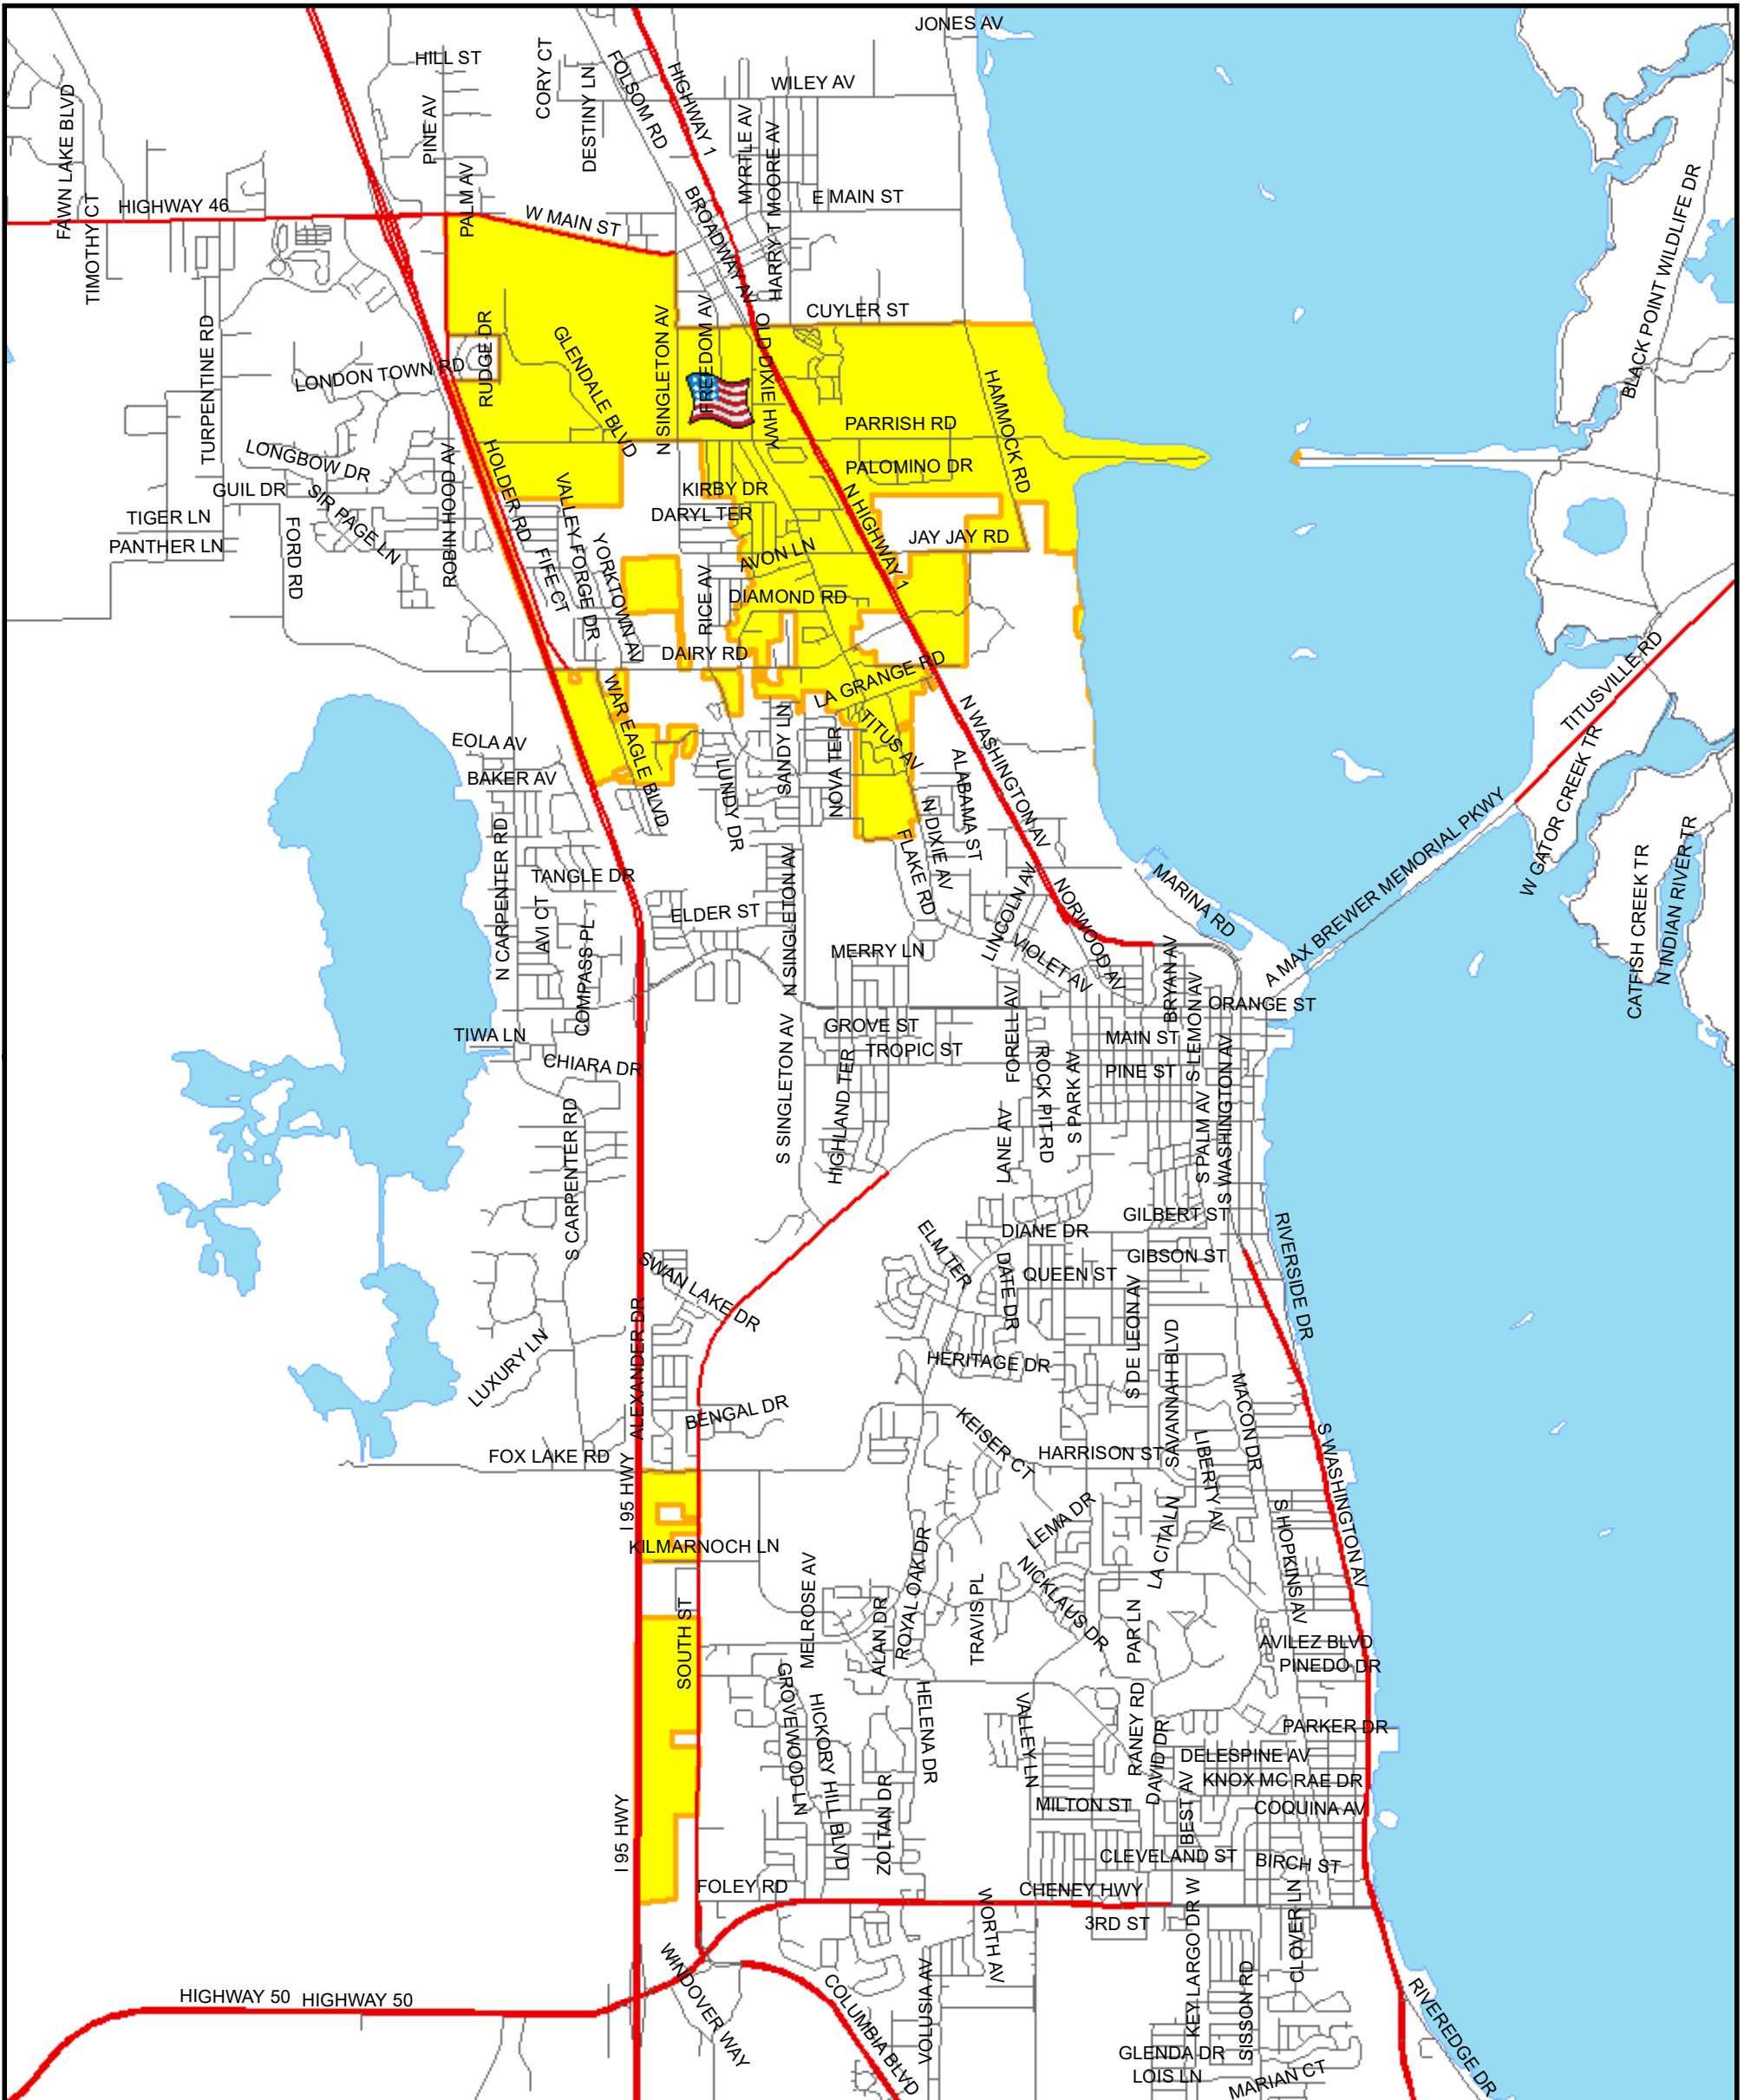 JONES AV
HILL ST
CORY CT
DESTINY LN
FOLSOM RD
HIGHWAY 1
WILEY AV
FAWN LAKE BLVD
PINE AV
MYRTLE AV
HARRY T MOORE AV
PALM AV
E MAIN ST
HIGHWAY 46
TIMOTHY CT
W MAIN ST
BROADWAY AV
BLACK POINT WILDLIFE DR
CUYLER ST
TURPENTINE RD
RUDGE DR
GLENDALE BLVD
N SINGLETON AV
FREEDOM AV
OLD DIXIE HWY
LONDON TOWN RD
HAMMOCK RD
PARRISH RD
LONGBOW DR
ROBIN HOOD AV
HOLDER RD
PALOMINO DR
GUIL DR
SIR PAGE LN
VALLEY FORGE DR
KIRBY DR
N HIGHWAY 1
TIGER LN
DARYL TER
PANTHER LN
FORD RD
FIFE CT
YORKTOWN AV
AVON LN
JAY JAY RD
RICE AV
DIAMOND RD
DAIRY RD
LA GRANGE RD
TITUSVILLE RD
WAR EAGLE BLVD
SANDY LN
NOVA TER
TITUS AV
N WASHINGTON AV
EOLA AV
BAKER AV
LUNDY DR
ALABAMA ST
W GATOR CREEK TR
N CARPENTER RD
N DIXIE AV
FLAKE RD
A MAX BREWER MEMORIAL PKWY
CATFISH CREEK TR
N INDIAN RIVER TR
TANGLE DR
AVI CT
COMPASS PL
ELDER ST
N SINGLETON AV
LINCOLN AV
NORWOOD AV
MARINA RD
MERRY LN
VIOLET AV
BRYAN AV
S LEMON AV
ORANGE ST
TIWA LN
GROVE ST
FORELL AV
MAIN ST
CHIARA DR
TROPIC ST
ROCK PIT RD
S PARK AV
PINE ST
S SINGLETON AV
HIGHLAND TER
S CARPENTER RD
LANE AV
S PALM AV
S WASHINGTON AV
GILBERT ST
DIANE DR
RIVERSIDE DR
ELM TER
GIBSON ST
SWAN LAKE DR
DATE DR
QUEEN ST
ALEXANDER DR
LUXURY LN
S DE LEON AV
SAVANNAH BLVD
HERITAGE DR
MACON DR
BENGAL DR
KEISER CT
HARRISON ST
FOX LAKE RD
I 95 HWY
LIBERTY AV
S WASHINGTON AV
LEMA DR
LA CITA LN
S HOPKINS AV
KILMARNOCH LN
MELROSE AV
ROYAL OAK DR
NICKLAUS DR
TRAVIS PL
ALAN DR
PAR LN
SOUTH ST
AVILEZ BLVD
PINEDO DR
GROVEWOOD LN
HICKORY HILL BLVD
HELENA DR
VALLEY LN
RANEY RD
DAVID DR
PARKER DR
DELESPINE AV
KNOX MC RAE DR
ZOLTAN DR
MILTON ST
BEST AV
COQUINA AV
I 95 HWY
CLEVELAND ST
BIRCH ST
FOLEY RD
CHENEY HWY
WORTH AV
3RD ST
KEY LARGO DR W
CLOVER LN
WINDOVER WAY
HIGHWAY 50
HIGHWAY 50
COLUMBIA BLVD
VOLUSIA AV
SISSON RD
RIVEREDGE DR
GLENDA DR
LOIS LN
MARIAN CT